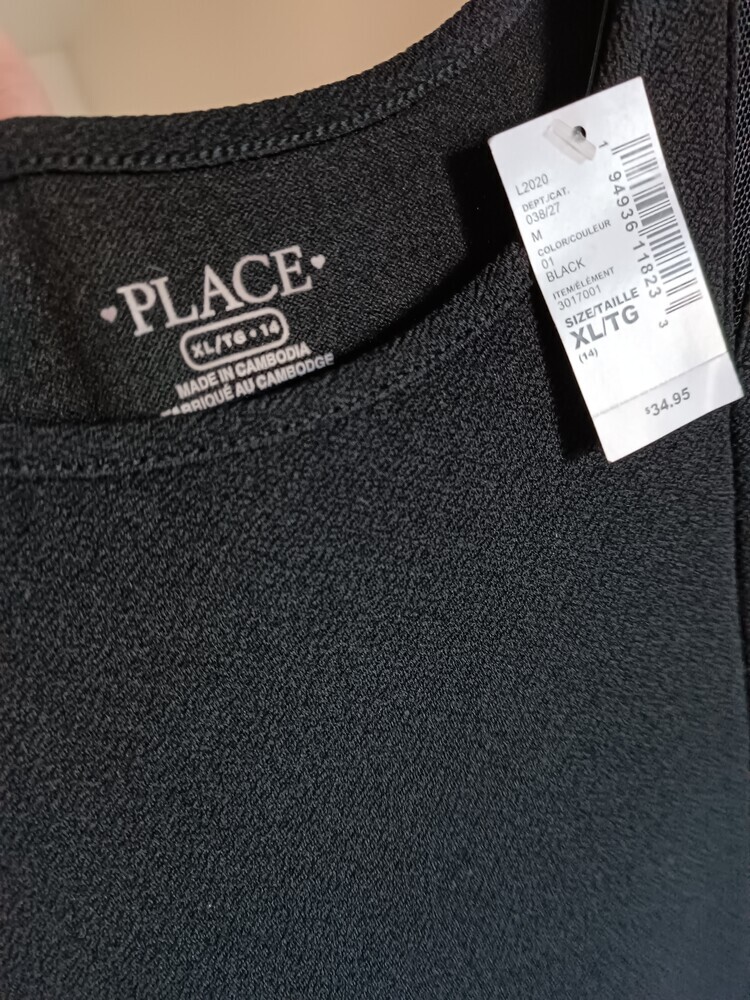 PLACE
XL/TG • 14
MADE IN CAMBODIA
FABRIQUÉ AU CAMBODGE
L2020
DEPT./CAT.
038/27
M
COLOR/COULEUR
01
BLACK
ITEM/ÉLÉMENT
3017001
SIZE/TAILLE
XL/TG
(14)
1 94936 11823 3
$34.95